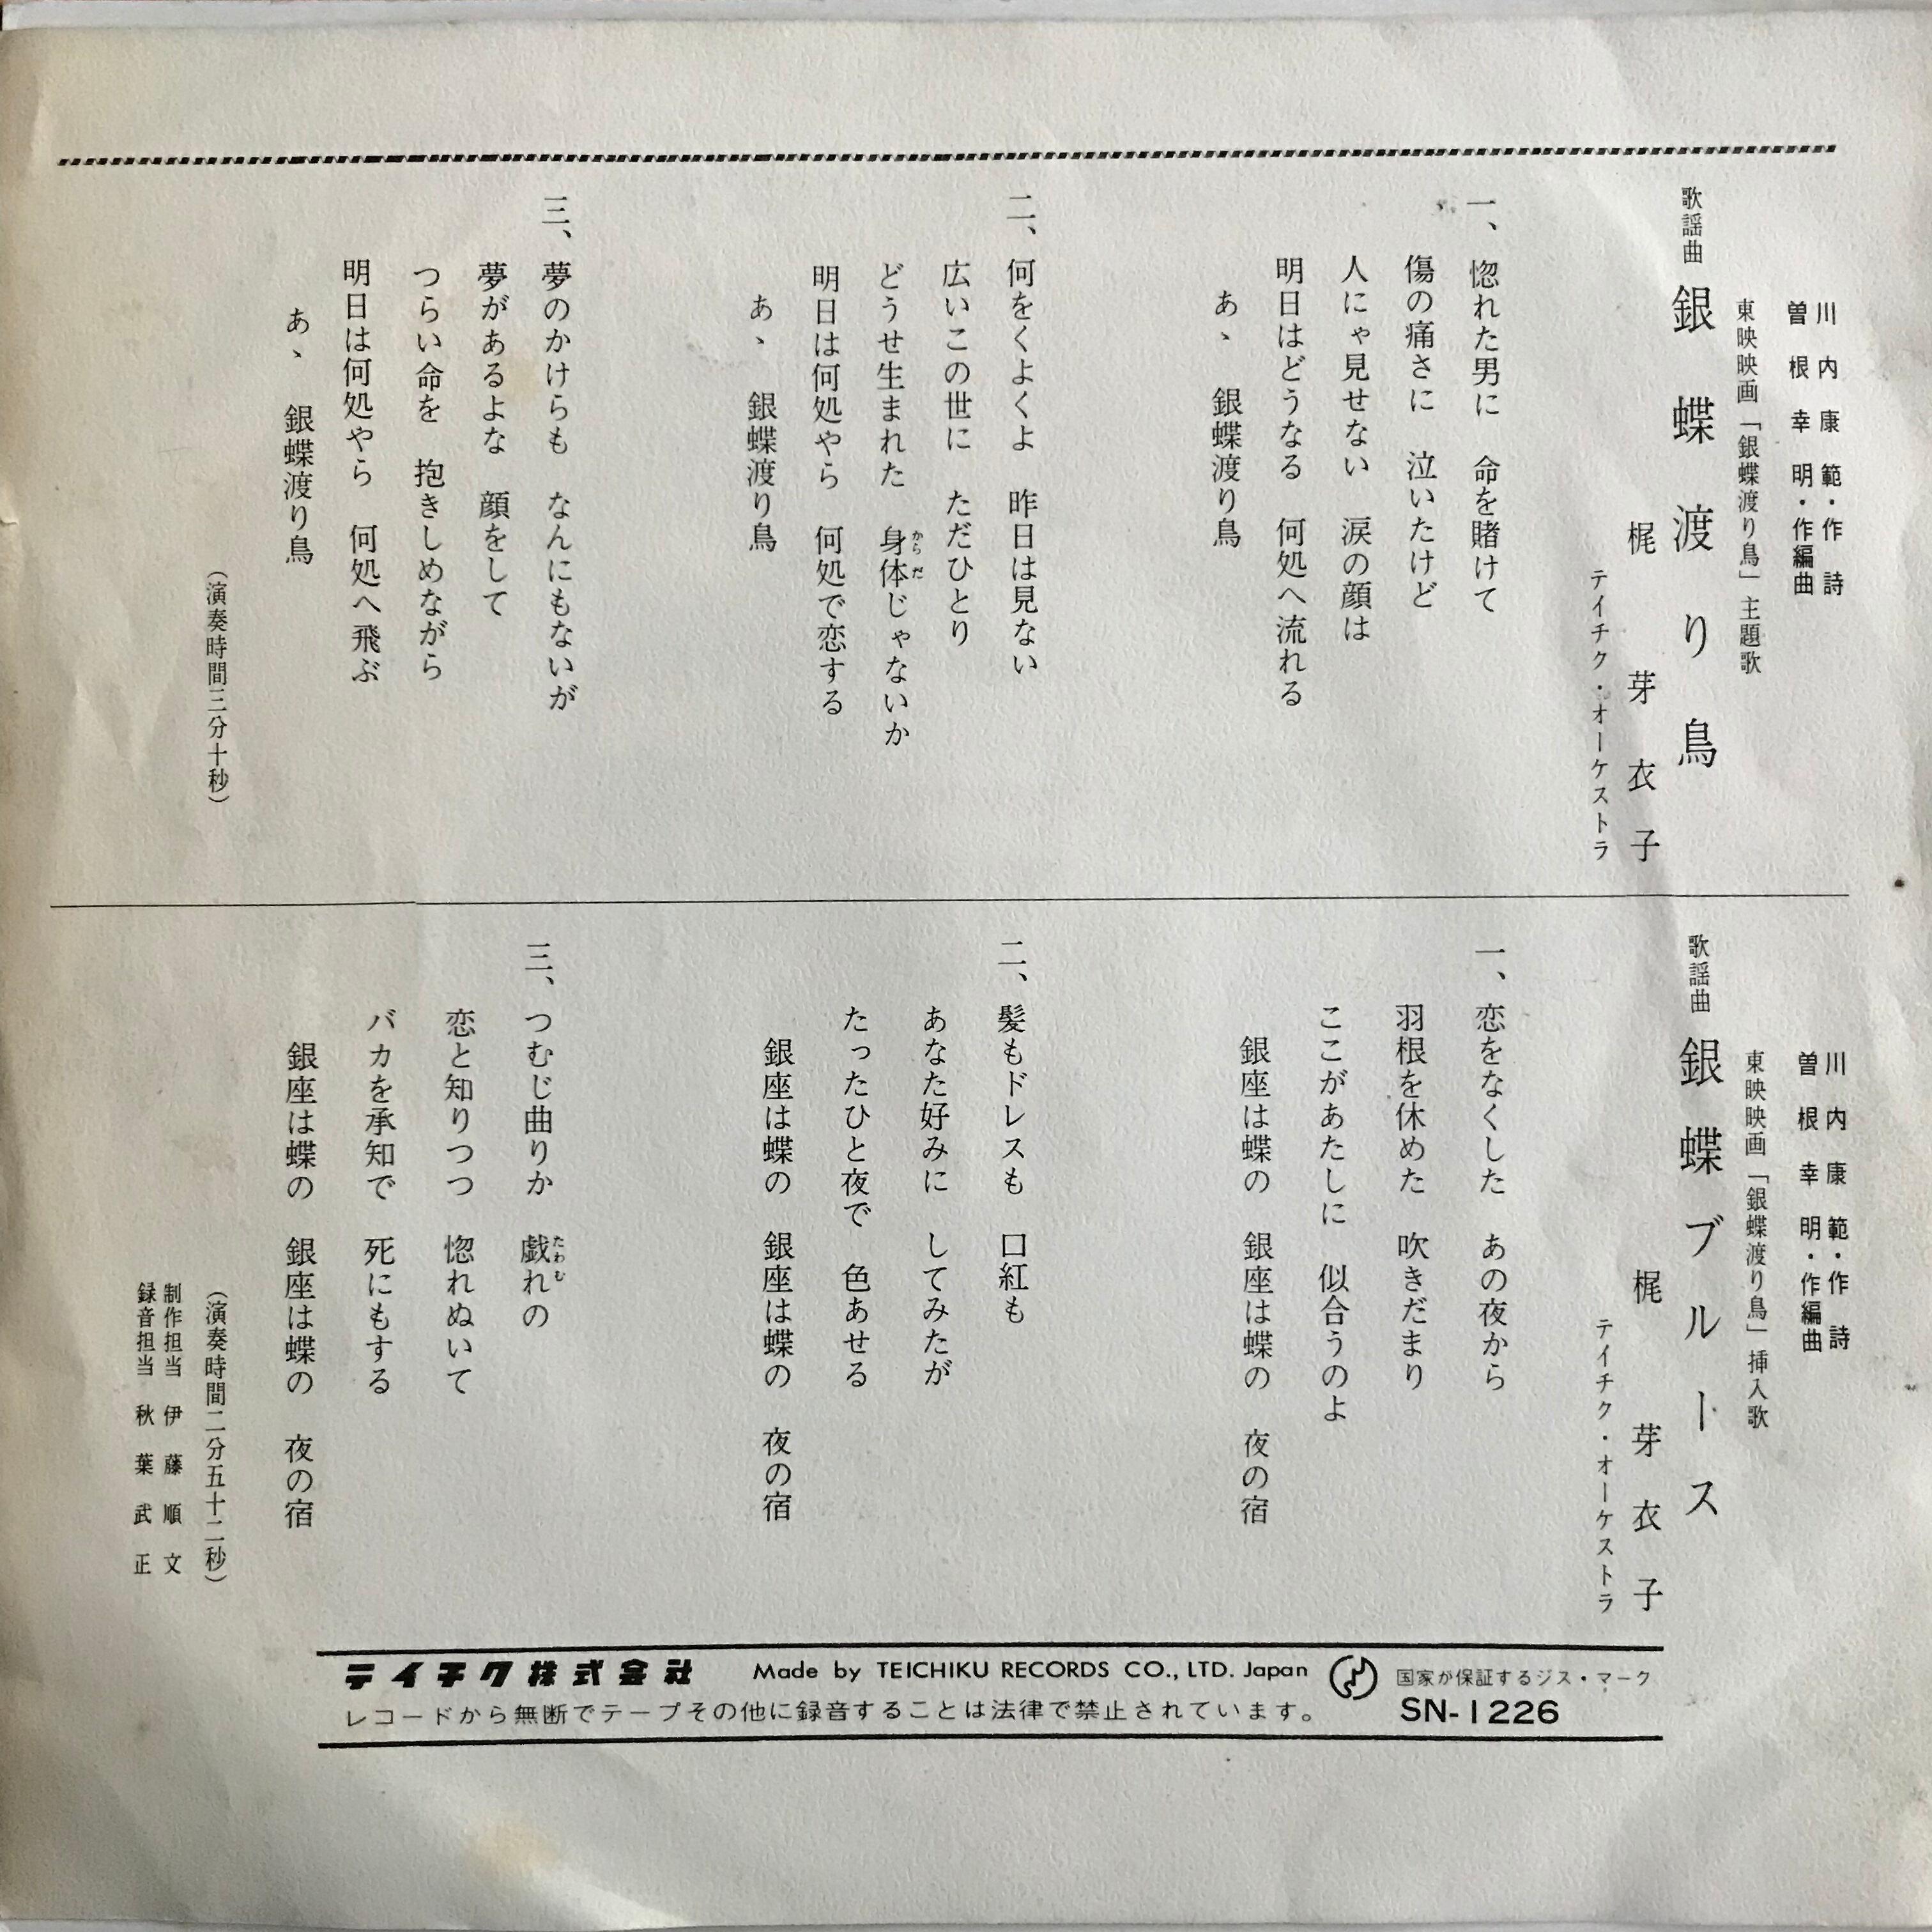 川内康範・作詩
曽根幸明・作編曲
東映映画「銀蝶渡り鳥」主題歌
歌謡曲 銀蝶渡り鳥
梶 芽衣子
テイチク・オーケストラ
一、惚れた男に 命を賭けて
傷の痛さに 泣いたけど
人にゃ見せない 涙の顔は
明日はどうなる 何処へ流れる
あゝ 銀蝶渡り鳥
二、何をくよくよ 昨日は見ない
広いこの世に ただひとり
どうせ生まれた 身体じゃないか
からだ
明日は何処やら 何処で恋する
あゝ 銀蝶渡り鳥
三、夢のかけらも なんにもないが
夢があるよな 顔をして
つらい命を 抱きしめながら
明日は何処やら 何処へ飛ぶ
あゝ 銀蝶渡り鳥
(演奏時間三分十秒)
川内康範・作詩
曽根幸明・作編曲
東映映画「銀蝶渡り鳥」挿入歌
歌謡曲 銀蝶ブルース
梶 芽衣子
テイチク・オーケストラ
一、恋をなくした あの夜から
羽根を休めた 吹きだまり
ここがあたしに 似合うのよ
銀座は蝶の 銀座は蝶の 夜の宿
二、髪もドレスも 口紅も
あなた好みに してみたが
たったひと夜で 色あせる
銀座は蝶の 銀座は蝶の 夜の宿
三、つむじ曲りか 戯れの
たわむ
恋と知りつつ 惚れぬいて
バカを承知で 死にもする
銀座は蝶の 銀座は蝶の 夜の宿
(演奏時間二分五十二秒)
制作担当 伊藤順文
録音担当 秋葉武正
テイチク株式会社 Made by TEICHIKU RECORDS CO., LTD. Japan 国家が保証するジス・マーク
レコードから無断でテープその他に録音することは法律で禁止されています。 SN-1226